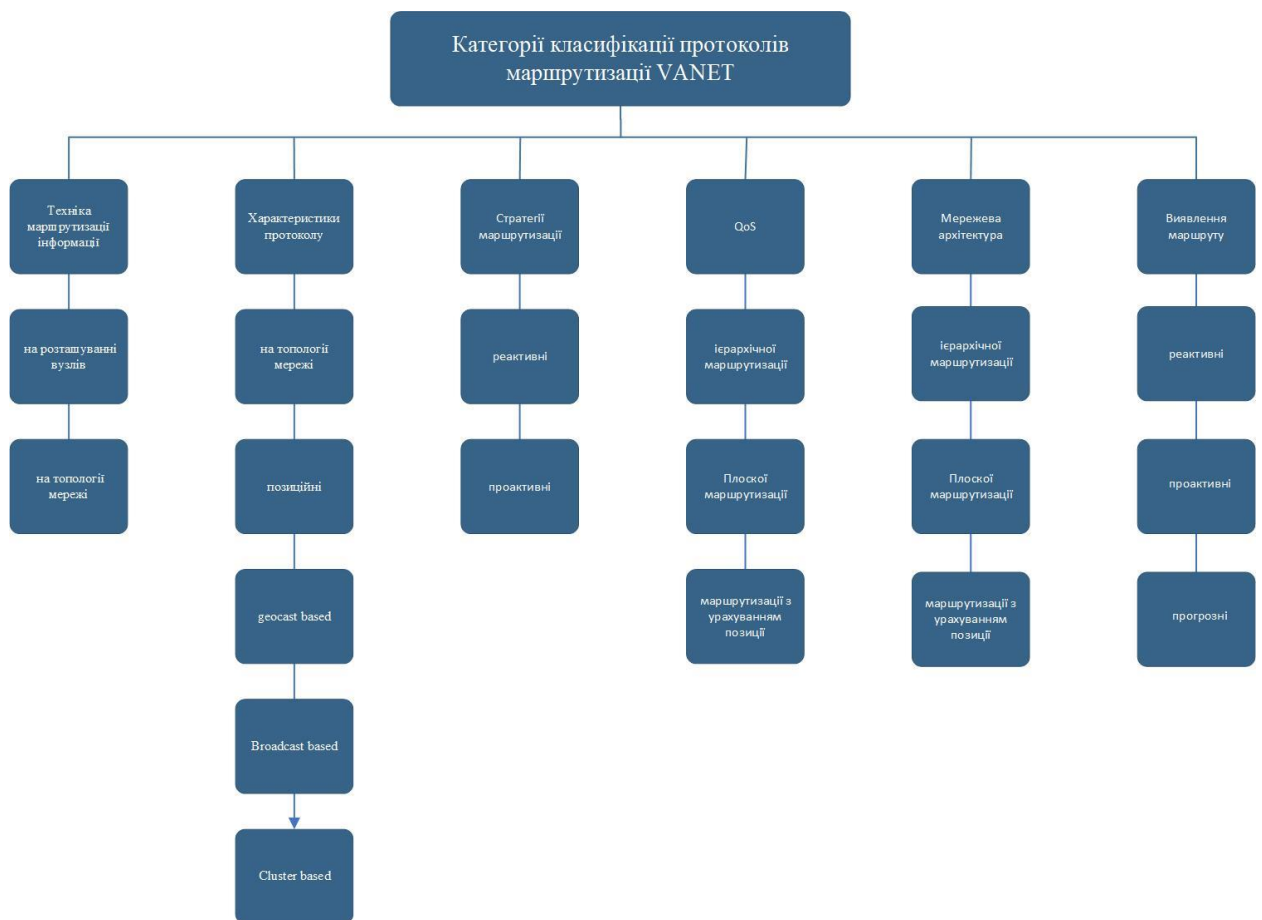 Категорії класифікації протоколів
маршрутизації VANET
Техніка
маршрутизації
інформації
на розташуванні
вузлів
на топології
мережі
Характеристики
протоколу
на топології
мережі
позиційні
geocast based
Broadcast based
Cluster based
Стратегії
маршрутизації
реактивні
проактивні
QoS
ієрархічної
маршрутизації
Плоскої
маршрутизації
маршрутизації з
урахуванням
позиції
Мережева
архітектура
ієрархічної
маршрутизації
Плоскої
маршрутизації
маршрутизації з
урахуванням
позиції
Виявлення
маршруту
реактивні
проактивні
прогрозні